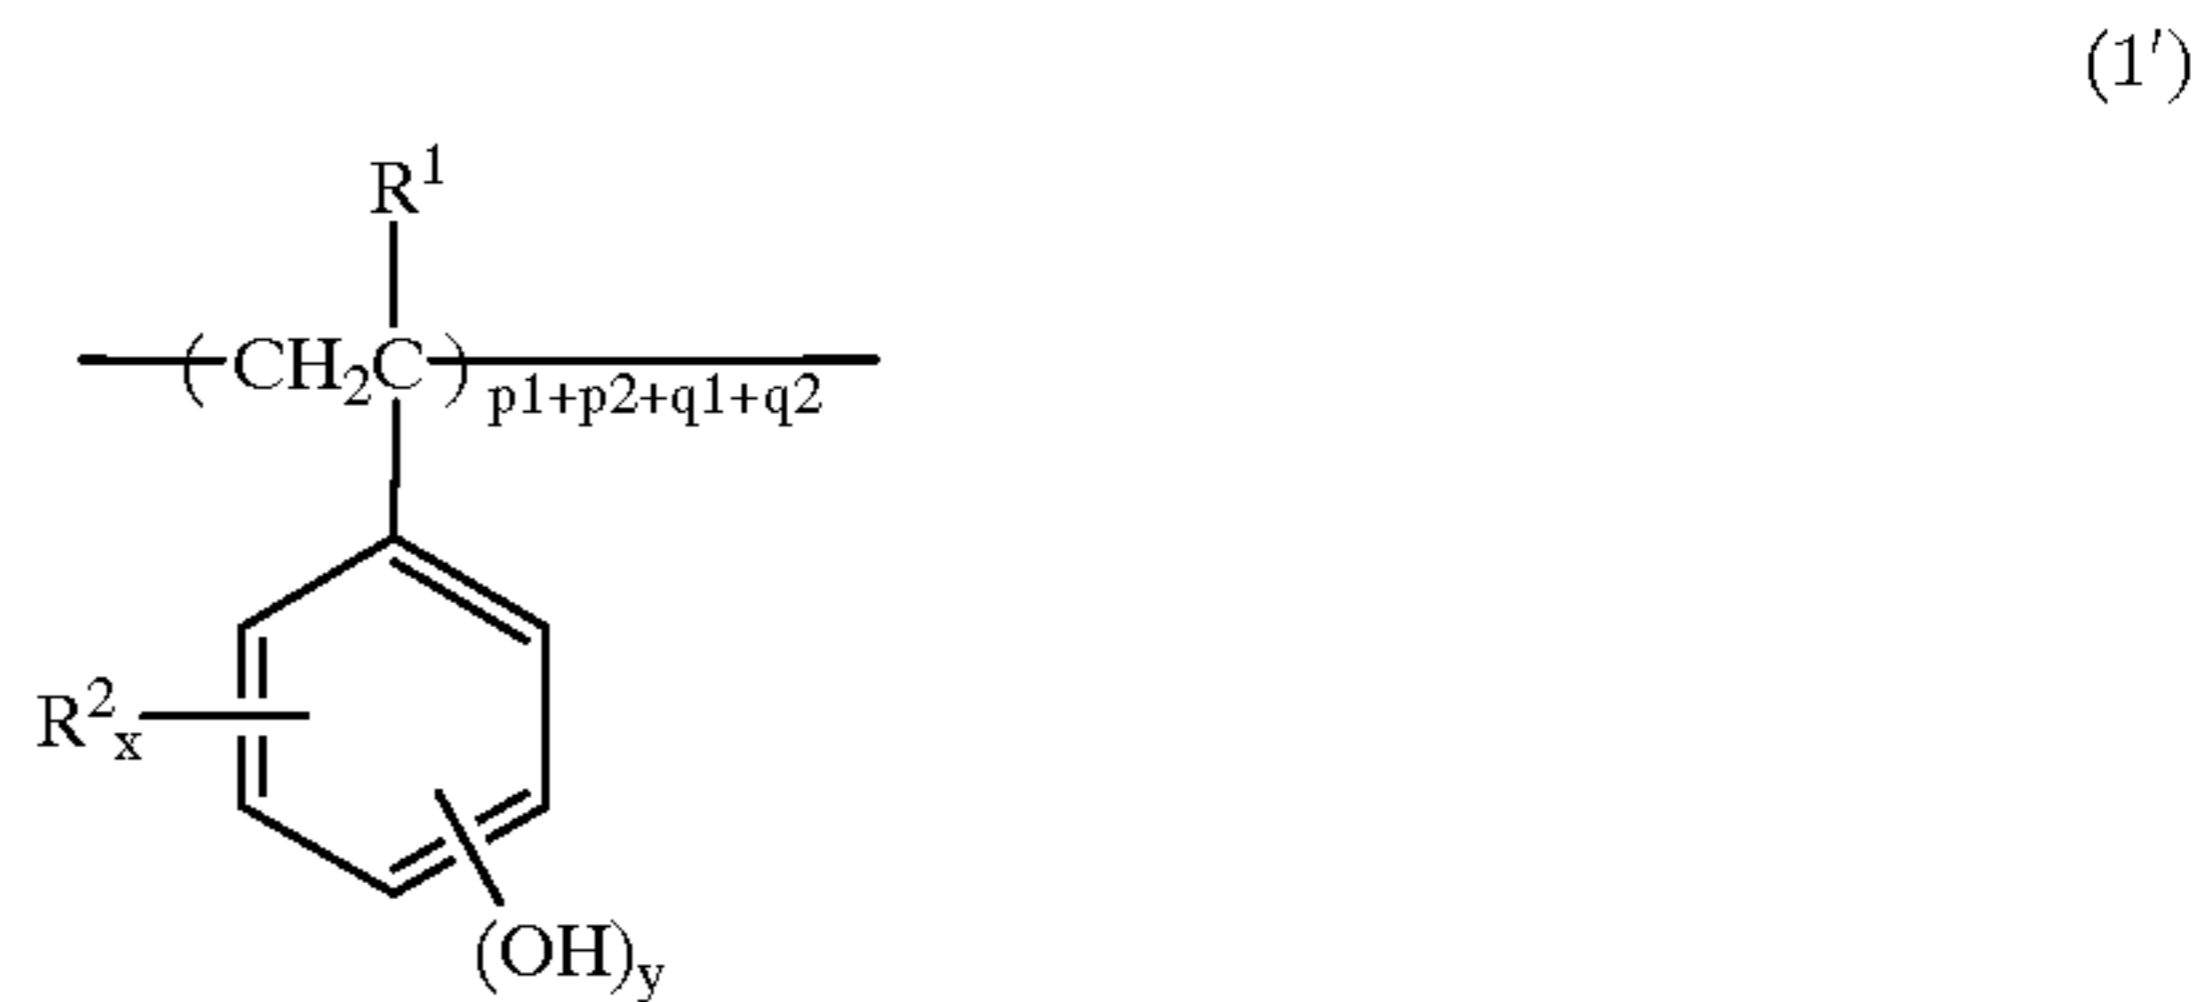 (1′)
R¹
(CH₂C)p1+p2+q1+q2
R²ₓ
(OH)y